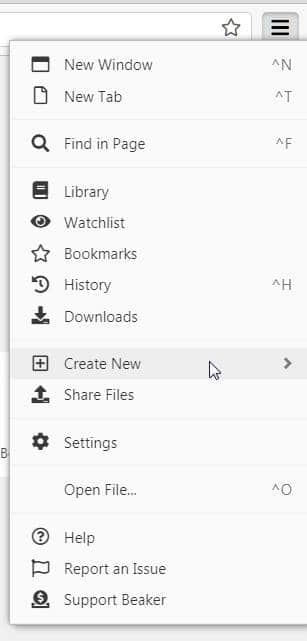 New Window ^N
New Tab ^T
Find in Page ^F
Library
Watchlist
Bookmarks
History ^H
Downloads
Create New
Share Files
Settings
Open File... ^O
Help
Report an Issue
Support Beaker